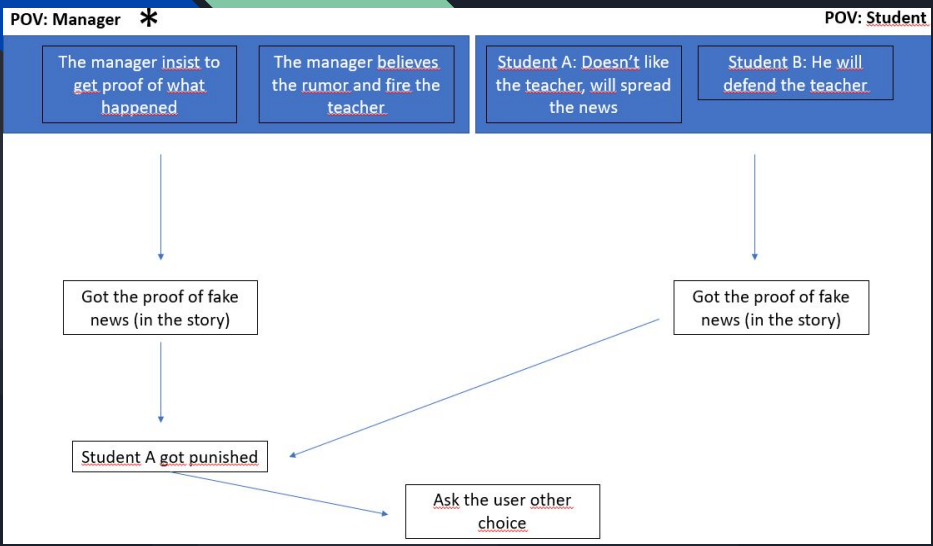 POV: Manager *
POV: Student
The manager insist to
get proof of what
happened
The manager believes
the rumor and fire the
teacher
Student A: Doesn't like
the teacher, will spread
the news
Student B: He will
defend the teacher
Got the proof of fake
news (in the story)
Got the proof of fake
news (in the story)
Student A got punished
Ask the user other
choice